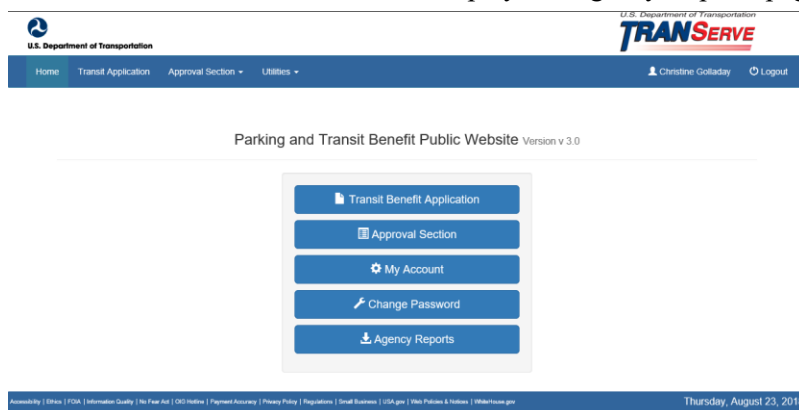 U.S. Department of Transportation
U.S. Department of Transportation
TRANSERVE
Home Transit Application Approval Section Utilities Christine Golladay Logout
Parking and Transit Benefit Public Website Version v 3.0
Transit Benefit Application
Approval Section
My Account
Change Password
Agency Reports
Accessibility | Ethics | FOIA | Information Quality | No Fear Act | OIG Hotline | Payment Accuracy | Privacy Policy | Regulations | Small Business | USA.gov | Web Policies & Notices | WhiteHouse.gov Thursday, August 23, 201